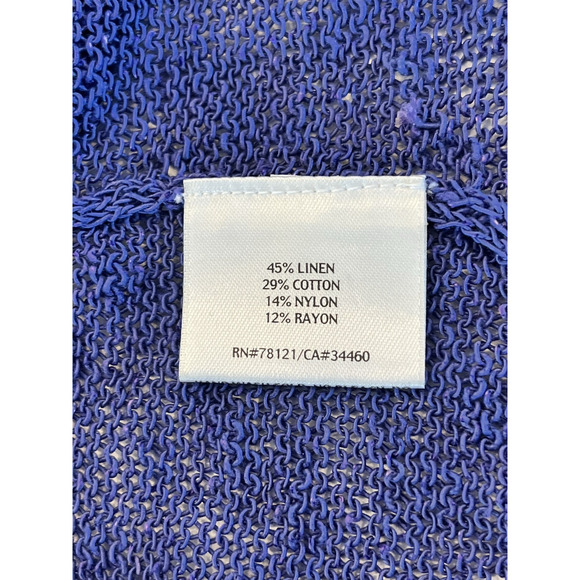 45% LINEN
29% COTTON
14% NYLON
12% RAYON
RN#78121/CA#34460